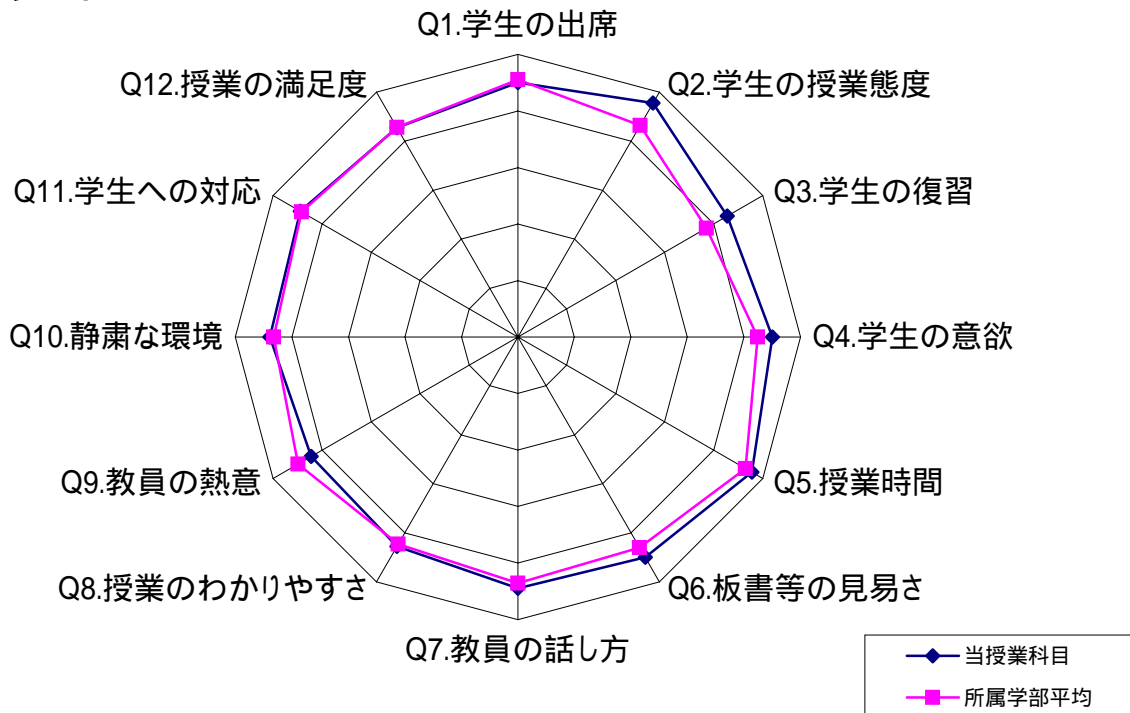 Q1.学生の出席
Q2.学生の授業態度
Q3.学生の復習
Q4.学生の意欲
Q5.授業時間
Q6.板書等の見易さ
Q7.教員の話し方
Q8.授業のわかりやすさ
Q9.教員の熱意
Q10.静粛な環境
Q11.学生への対応
Q12.授業の満足度
当授業科目
所属学部平均